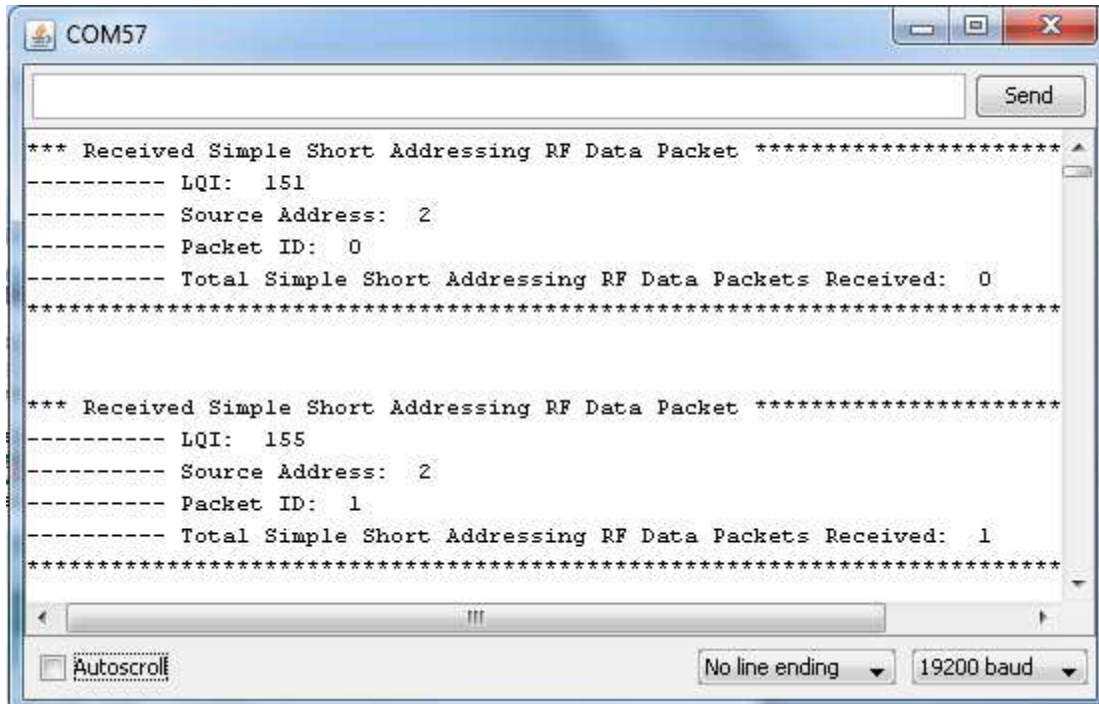 COM57
Send
*** Received Simple Short Addressing RF Data Packet **********************
---------- LQI:  151
---------- Source Address:  2
---------- Packet ID:  0
---------- Total Simple Short Addressing RF Data Packets Received:  0
**************************************************************************
*** Received Simple Short Addressing RF Data Packet **********************
---------- LQI:  155
---------- Source Address:  2
---------- Packet ID:  1
---------- Total Simple Short Addressing RF Data Packets Received:  1
**************************************************************************
Autoscroll
No line ending
19200 baud